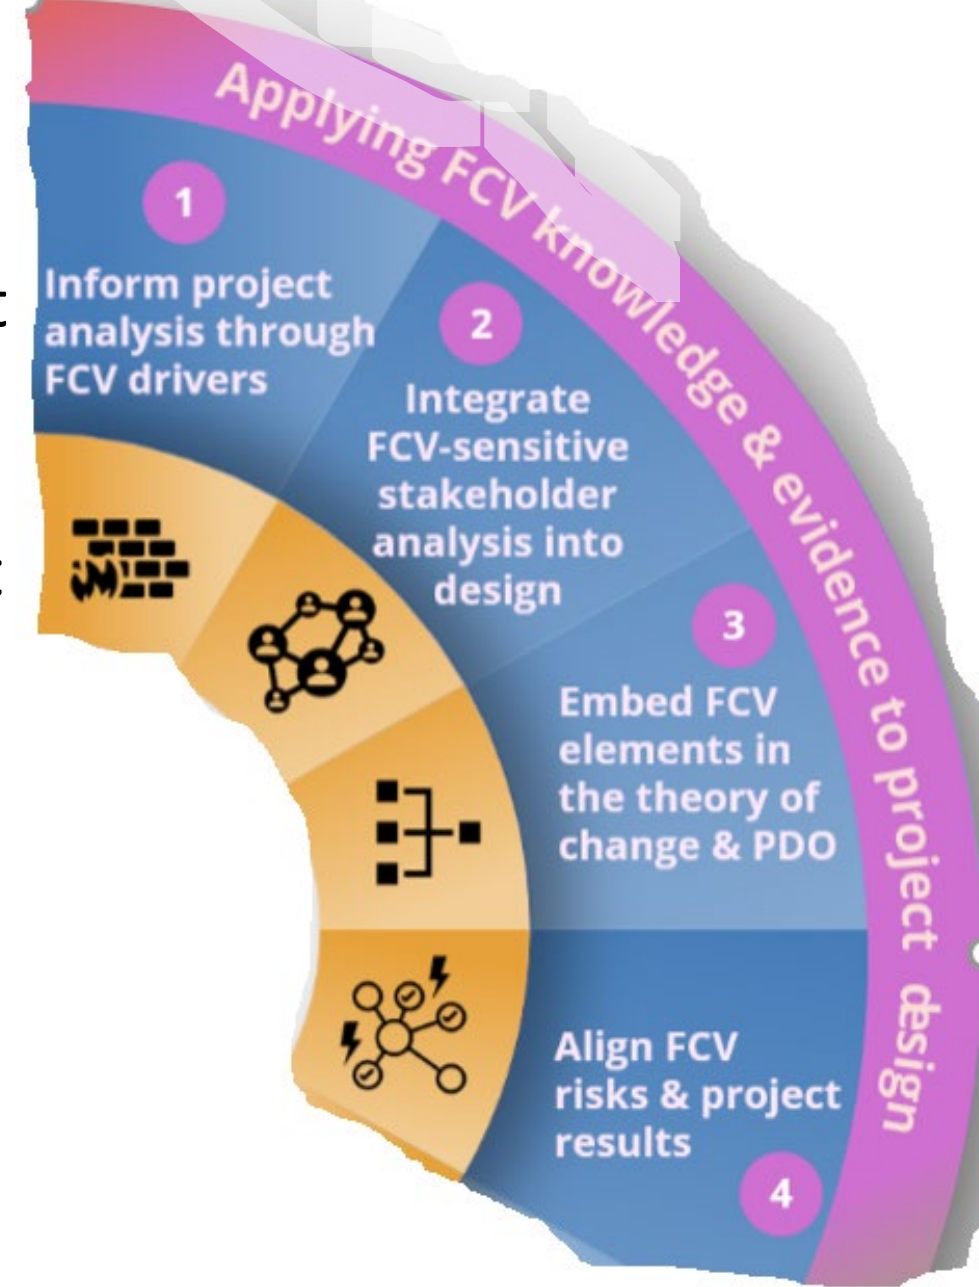 Applying FCV knowledge & evidence to project design
1
Inform project
analysis through
FCV drivers
2
Integrate
FCV-sensitive
stakeholder
analysis into
design
3
Embed FCV
elements in
the theory of
change & PDO
Align FCV
risks & project
results
4